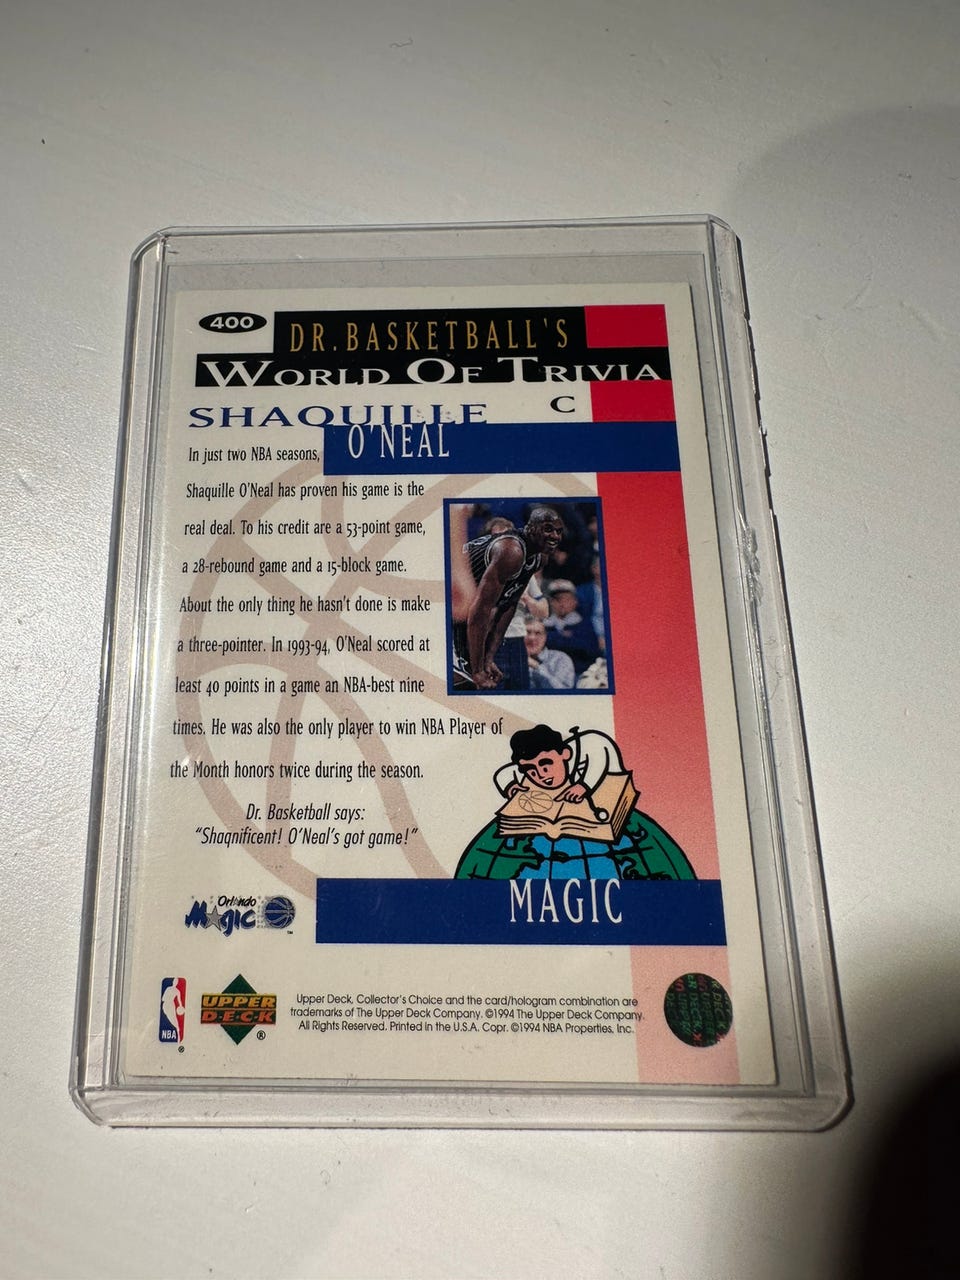 400
DR. BASKETBALL'S
WORLD OF TRIVIA
SHAQUILLE C
O'NEAL
In just two NBA seasons,
Shaquille O'Neal has proven his game is the
real deal. To his credit are a 53-point game,
a 28-rebound game and a 15-block game.
About the only thing he hasn't done is make
a three-pointer. In 1993-94, O'Neal scored at
least 40 points in a game an NBA-best nine
times. He was also the only player to win NBA Player of
the Month honors twice during the season.
Dr. Basketball says:
"Shaqnificent! O'Neal's got game!"
MAGIC
Orlando
Magic
™
NBA
®
UPPER
DECK
®
Upper Deck, Collector's Choice and the card/hologram combination are
trademarks of The Upper Deck Company. ©1994 The Upper Deck Company.
All Rights Reserved. Printed in the U.S.A. Copr. ©1994 NBA Properties, Inc.